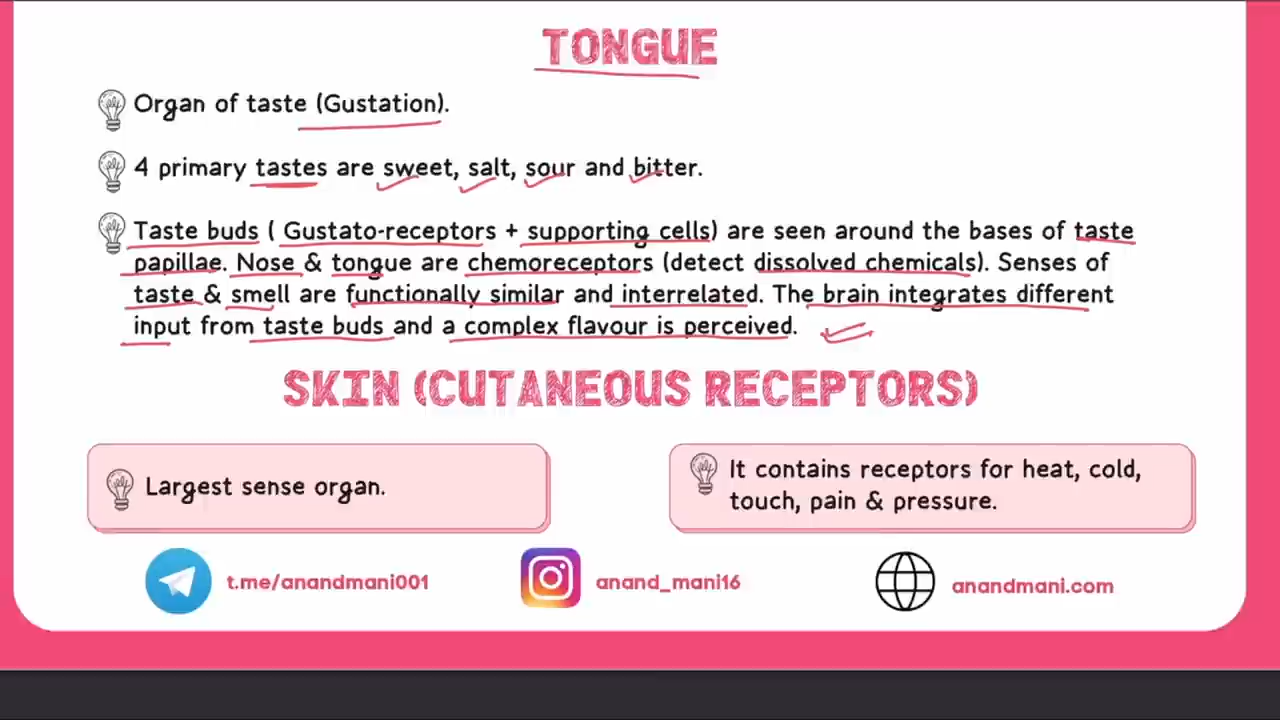 TONGUE
Organ of taste (Gustation).
4 primary tastes are sweet, salt, sour and bitter.
Taste buds ( Gustato-receptors + supporting cells) are seen around the bases of taste
papillae. Nose & tongue are chemoreceptors (detect dissolved chemicals). Senses of
taste & smell are functionally similar and interrelated. The brain integrates different
input from taste buds and a complex flavour is perceived.
SKIN (CUTANEOUS RECEPTORS)
Largest sense organ.
It contains receptors for heat, cold,
touch, pain & pressure.
t.me/anandmani001
anand_mani16
anandmani.com